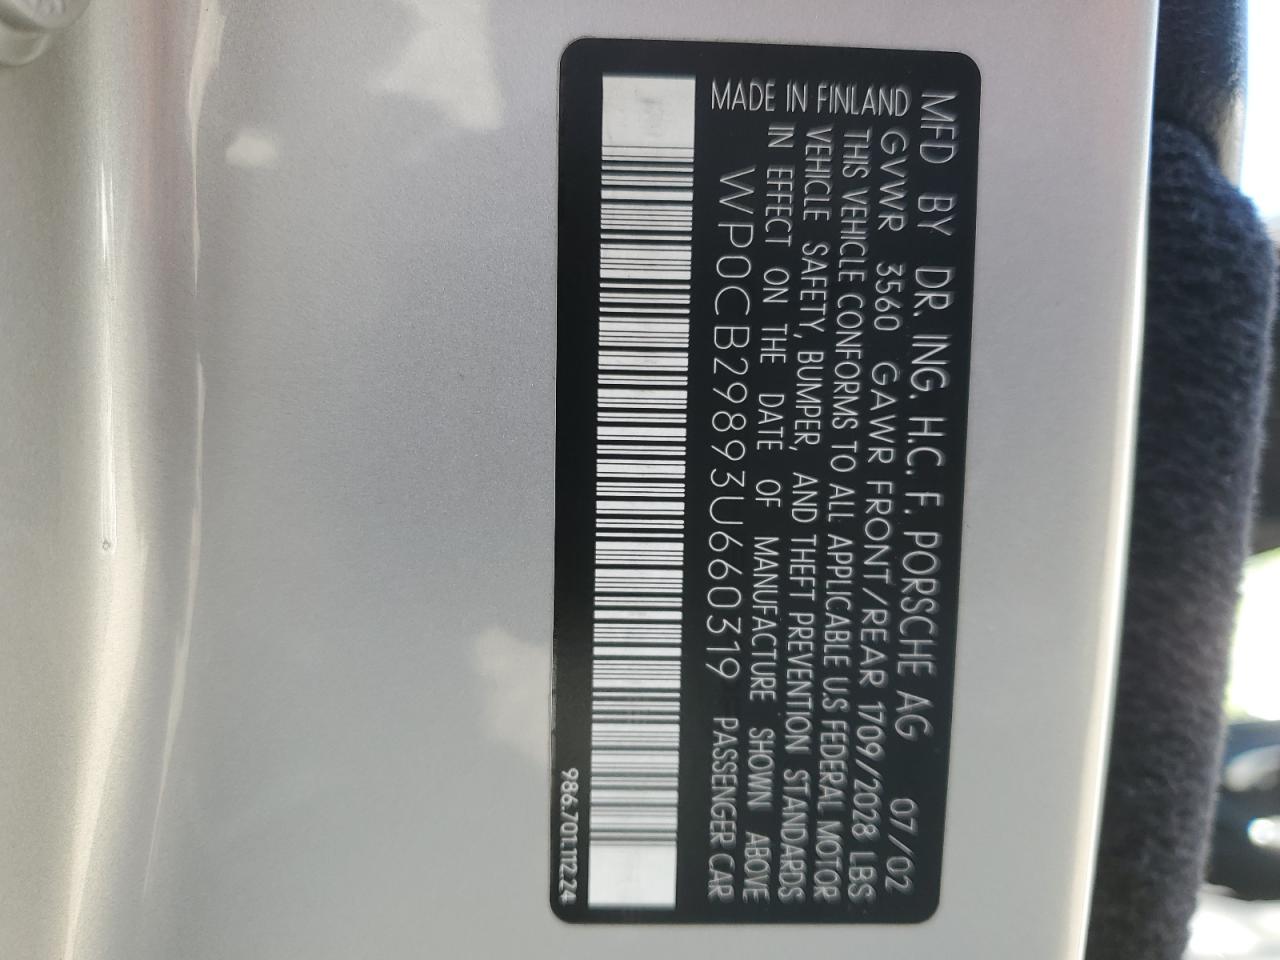 MFD BY DR. ING. H.C. F. PORSCHE AG 07/02
GVWR 3560 GAWR FRONT/REAR 1709/2028 LBS
THIS VEHICLE CONFORMS TO ALL APPLICABLE U.S FEDERAL MOTOR
VEHICLE SAFETY, BUMPER, AND THEFT PREVENTION STANDARDS
IN EFFECT ON THE DATE OF MANUFACTURE SHOWN ABOVE
MADE IN FINLAND WP0CB29893U660319 PASSENGER CAR
986.701.112.24